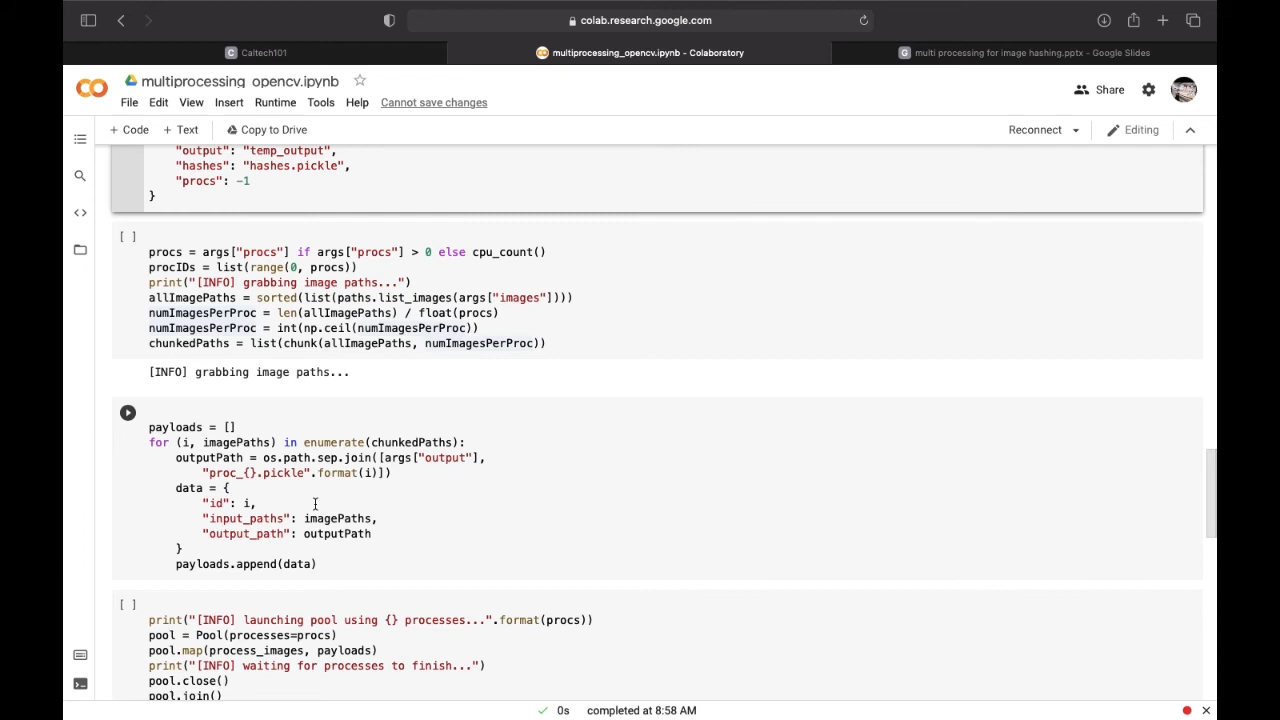 colab.research.google.com
C Caltech101
multiprocessing_opencv.ipynb - Colaboratory
G multi processing for image hashing.pptx - Google Slides
multiprocessing_opencv.ipynb
File Edit View Insert Runtime Tools Help Cannot save changes
Share
+ Code + Text Copy to Drive
Reconnect Editing
"output": "temp_output",
"hashes": "hashes.pickle",
"procs": -1
}
[ ]
procs = args["procs"] if args["procs"] > 0 else cpu_count()
procIDs = list(range(0, procs))
print("[INFO] grabbing image paths...")
allImagePaths = sorted(list(paths.list_images(args["images"])))
numImagesPerProc = len(allImagePaths) / float(procs)
numImagesPerProc = int(np.ceil(numImagesPerProc))
chunkedPaths = list(chunk(allImagePaths, numImagesPerProc))
[INFO] grabbing image paths...
payloads = []
for (i, imagePaths) in enumerate(chunkedPaths):
outputPath = os.path.sep.join([args["output"],
"proc_{}.pickle".format(i)])
data = {
"id": i,
"input_paths": imagePaths,
"output_path": outputPath
}
payloads.append(data)
[ ]
print("[INFO] launching pool using {} processes...".format(procs))
pool = Pool(processes=procs)
pool.map(process_images, payloads)
print("[INFO] waiting for processes to finish...")
pool.close()
pool.join()
0s completed at 8:58 AM